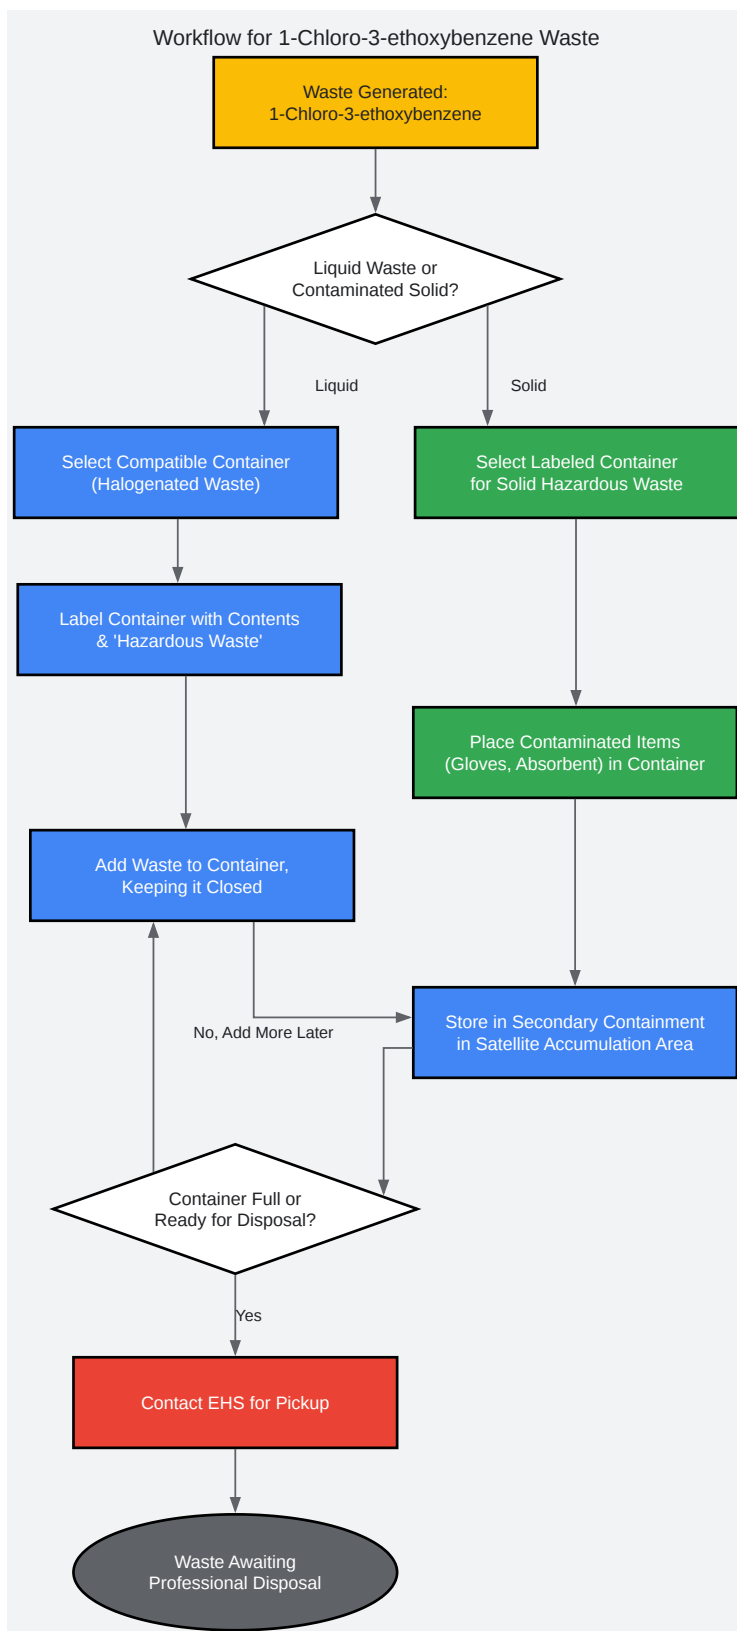 Workflow for 1-Chloro-3-ethoxybenzene Waste
Waste Generated:
1-Chloro-3-ethoxybenzene
Liquid Waste or
Contaminated Solid?
Liquid
Solid
Select Compatible Container
(Halogenated Waste)
Select Labeled Container
for Solid Hazardous Waste
Label Container with Contents
& 'Hazardous Waste'
Place Contaminated Items
(Gloves, Absorbent) in Container
Add Waste to Container,
Keeping it Closed
Store in Secondary Containment
in Satellite Accumulation Area
No, Add More Later
Container Full or
Ready for Disposal?
Yes
Contact EHS for Pickup
Waste Awaiting
Professional Disposal